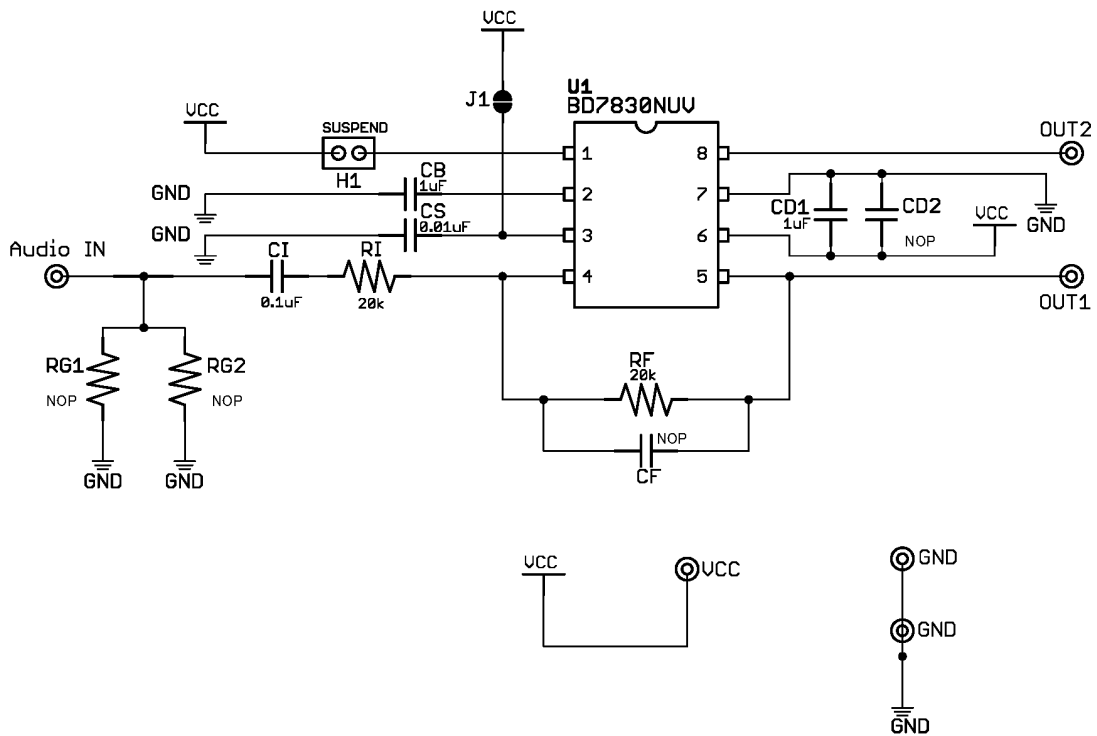 VCC
J1
U1
BD7830NUV
VCC
SUSPEND
H1
1
8
OUT2
GND
CB
1uF
2
7
GND
CS
0.01uF
3
6
CD1
1uF
CD2
NOP
VCC
GND
Audio IN
CI
0.1uF
RI
20k
4
5
OUT1
RG1
NOP
RG2
NOP
RF
20k
NOP
CF
GND
GND
VCC
VCC
GND
GND
GND